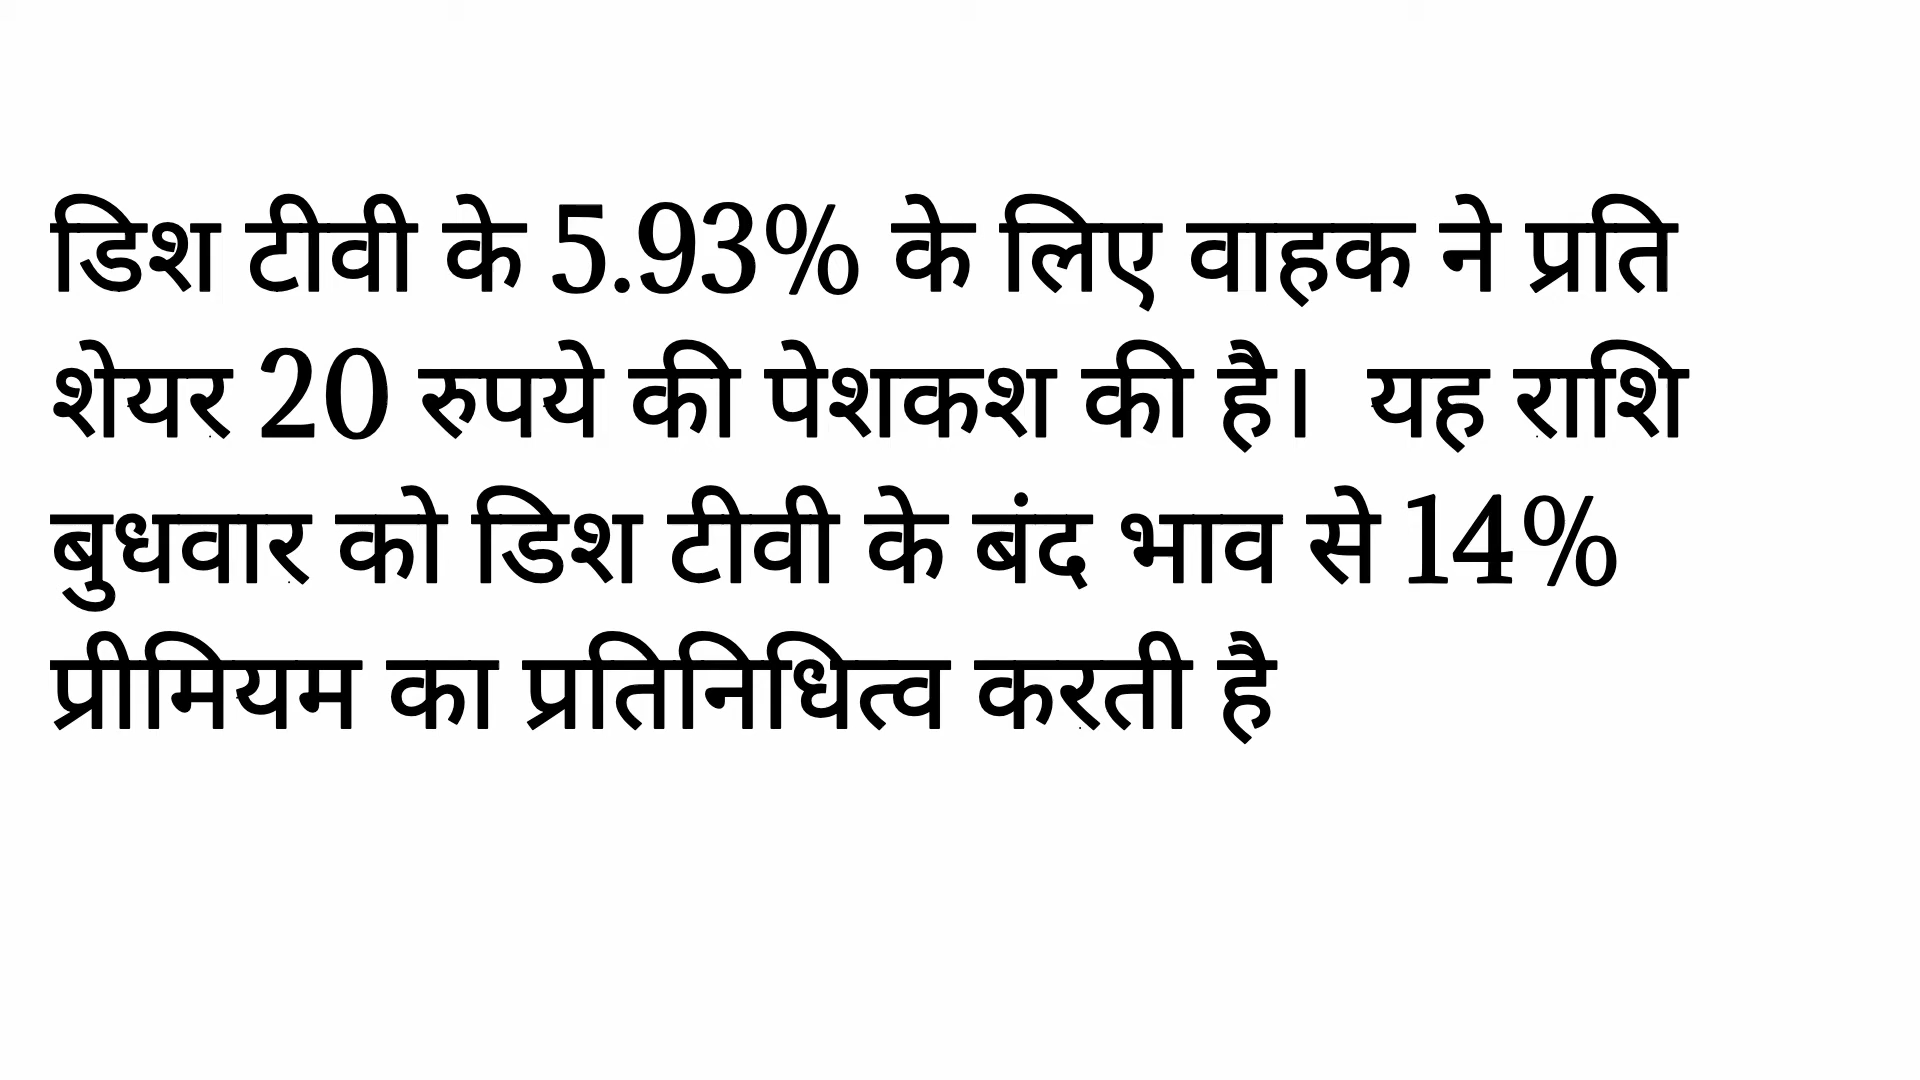 डिश टीवी के 5.93% के लिए वाहक ने प्रति
शेयर 20 रुपये की पेशकश की है। यह राशि
बुधवार को डिश टीवी के बंद भाव से 14%
प्रीमियम का प्रतिनिधित्व करती है